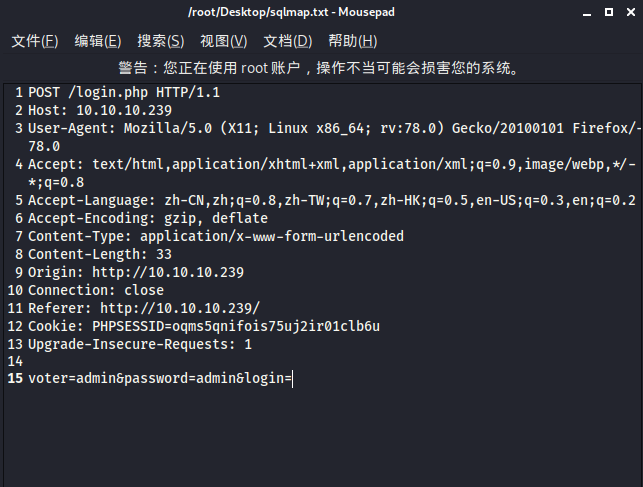 /root/Desktop/sqlmap.txt - Mousepad
文件(F) 编辑(E) 搜索(S) 视图(V) 文档(D) 帮助(H)
警告：您正在使用 root 账户，操作不当可能会损害您的系统。
1 POST /login.php HTTP/1.1
2 Host: 10.10.10.239
3 User-Agent: Mozilla/5.0 (X11; Linux x86_64; rv:78.0) Gecko/20100101 Firefox/-
78.0
4 Accept: text/html,application/xhtml+xml,application/xml;q=0.9,image/webp,*/-
*;q=0.8
5 Accept-Language: zh-CN,zh;q=0.8,zh-TW;q=0.7,zh-HK;q=0.5,en-US;q=0.3,en;q=0.2
6 Accept-Encoding: gzip, deflate
7 Content-Type: application/x-www-form-urlencoded
8 Content-Length: 33
9 Origin: http://10.10.10.239
10 Connection: close
11 Referer: http://10.10.10.239/
12 Cookie: PHPSESSID=oqms5qnifois75uj2ir01clb6u
13 Upgrade-Insecure-Requests: 1
14
15 voter=admin&password=admin&login=